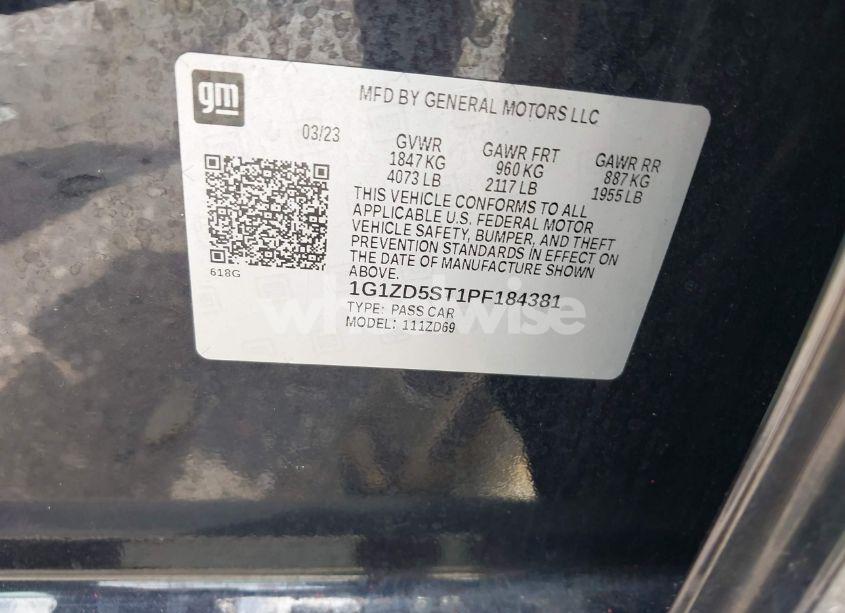 gm
MFD BY GENERAL MOTORS LLC
03/23
GVWR
1847 KG
4073 LB
GAWR FRT
960 KG
2117 LB
GAWR RR
887 KG
1955 LB
THIS VEHICLE CONFORMS TO ALL
APPLICABLE U.S. FEDERAL MOTOR
VEHICLE SAFETY, BUMPER, AND THEFT
PREVENTION STANDARDS IN EFFECT ON
THE DATE OF MANUFACTURE SHOWN
ABOVE.
618G
1G1ZD5ST1PF184381
TYPE: PASS CAR
MODEL: 111ZD69